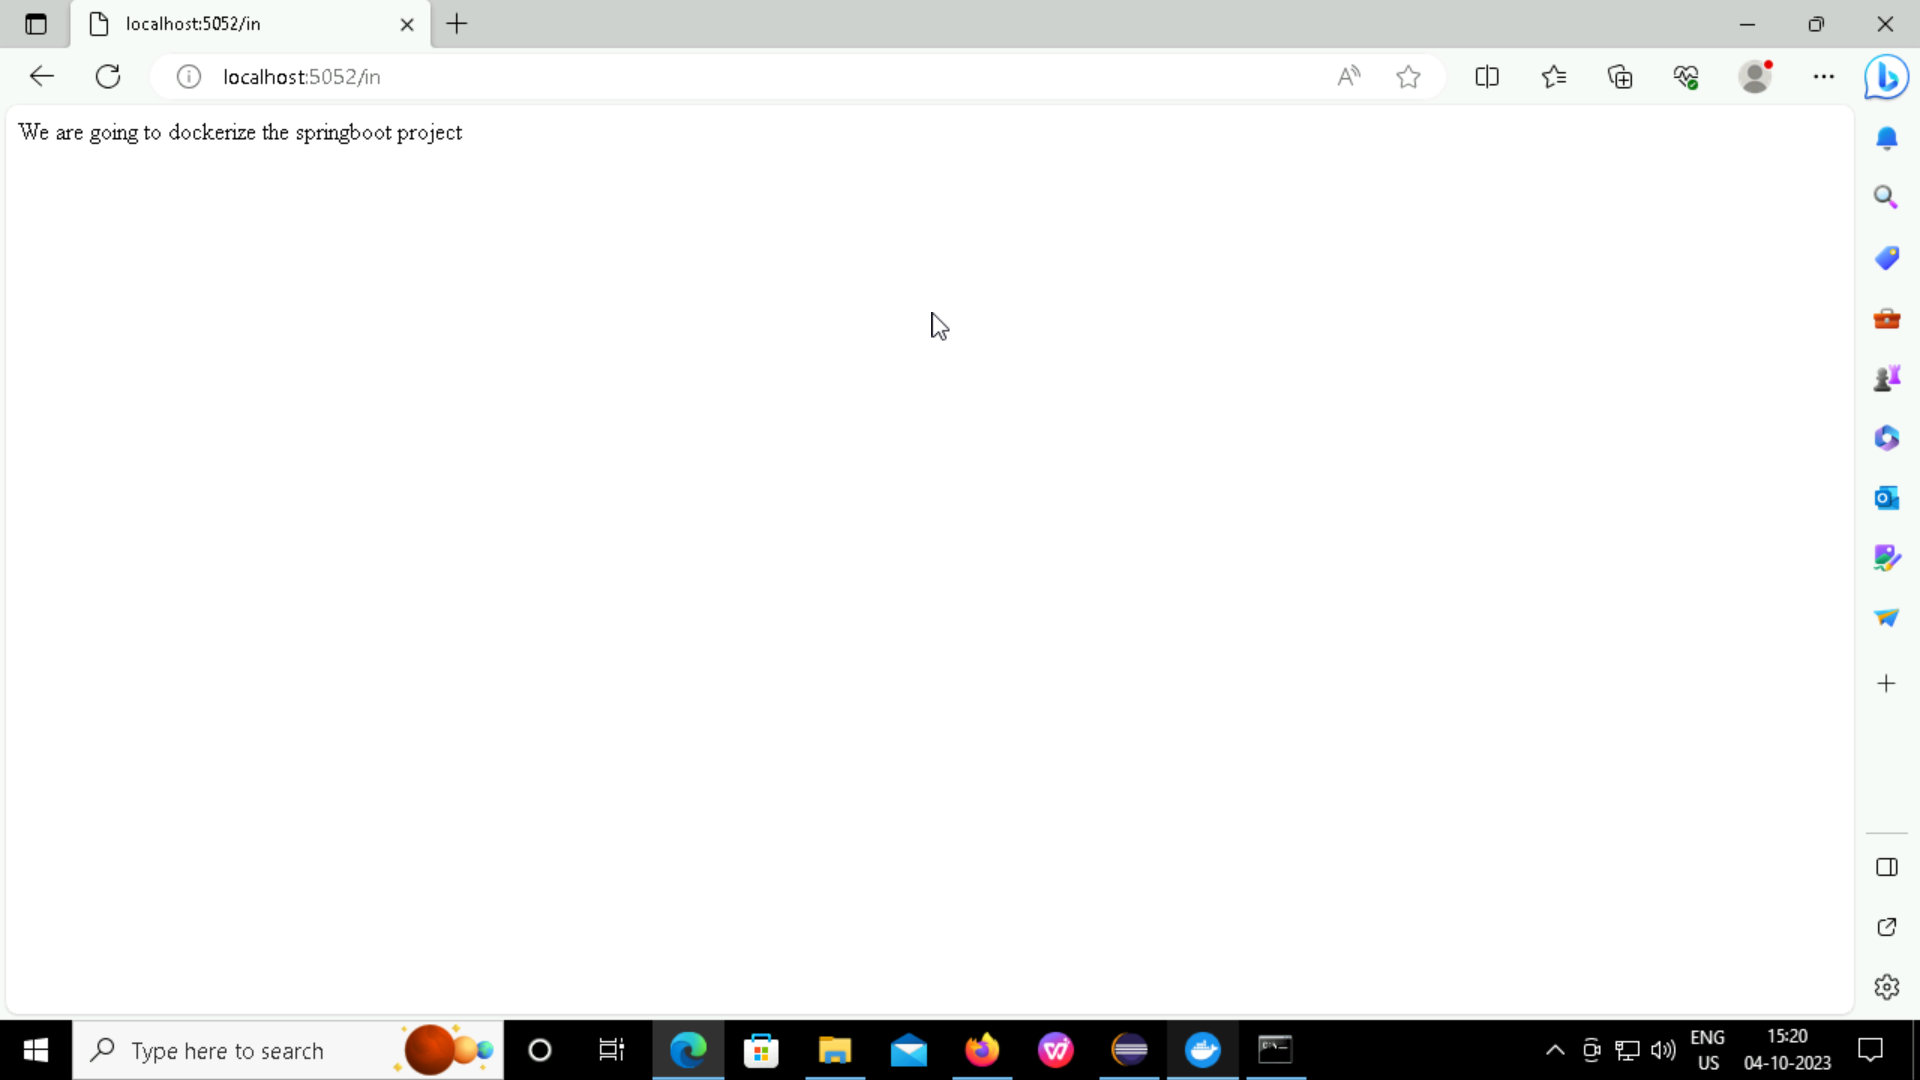 localhost:5052/in
localhost:5052/in
We are going to dockerize the springboot project
Type here to search
ENG
US
15:20
04-10-2023